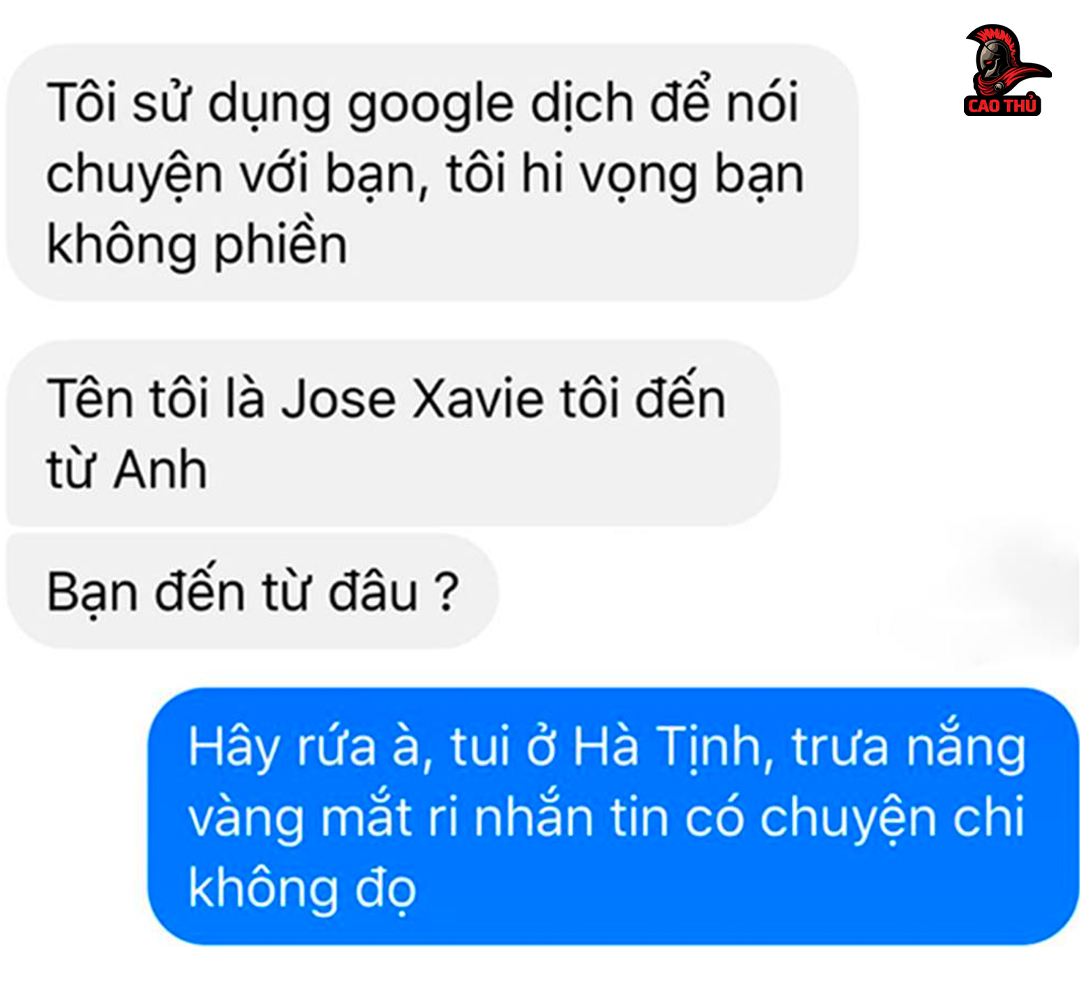 CAO THỦ
Tôi sử dụng google dịch để nói
chuyện với bạn, tôi hi vọng bạn
không phiền
Tên tôi là Jose Xavie tôi đến
từ Anh
Bạn đến từ đâu ?
Hây rứa à, tui ở Hà Tịnh, trưa nắng
vàng mắt ri nhắn tin có chuyện chi
không đọ